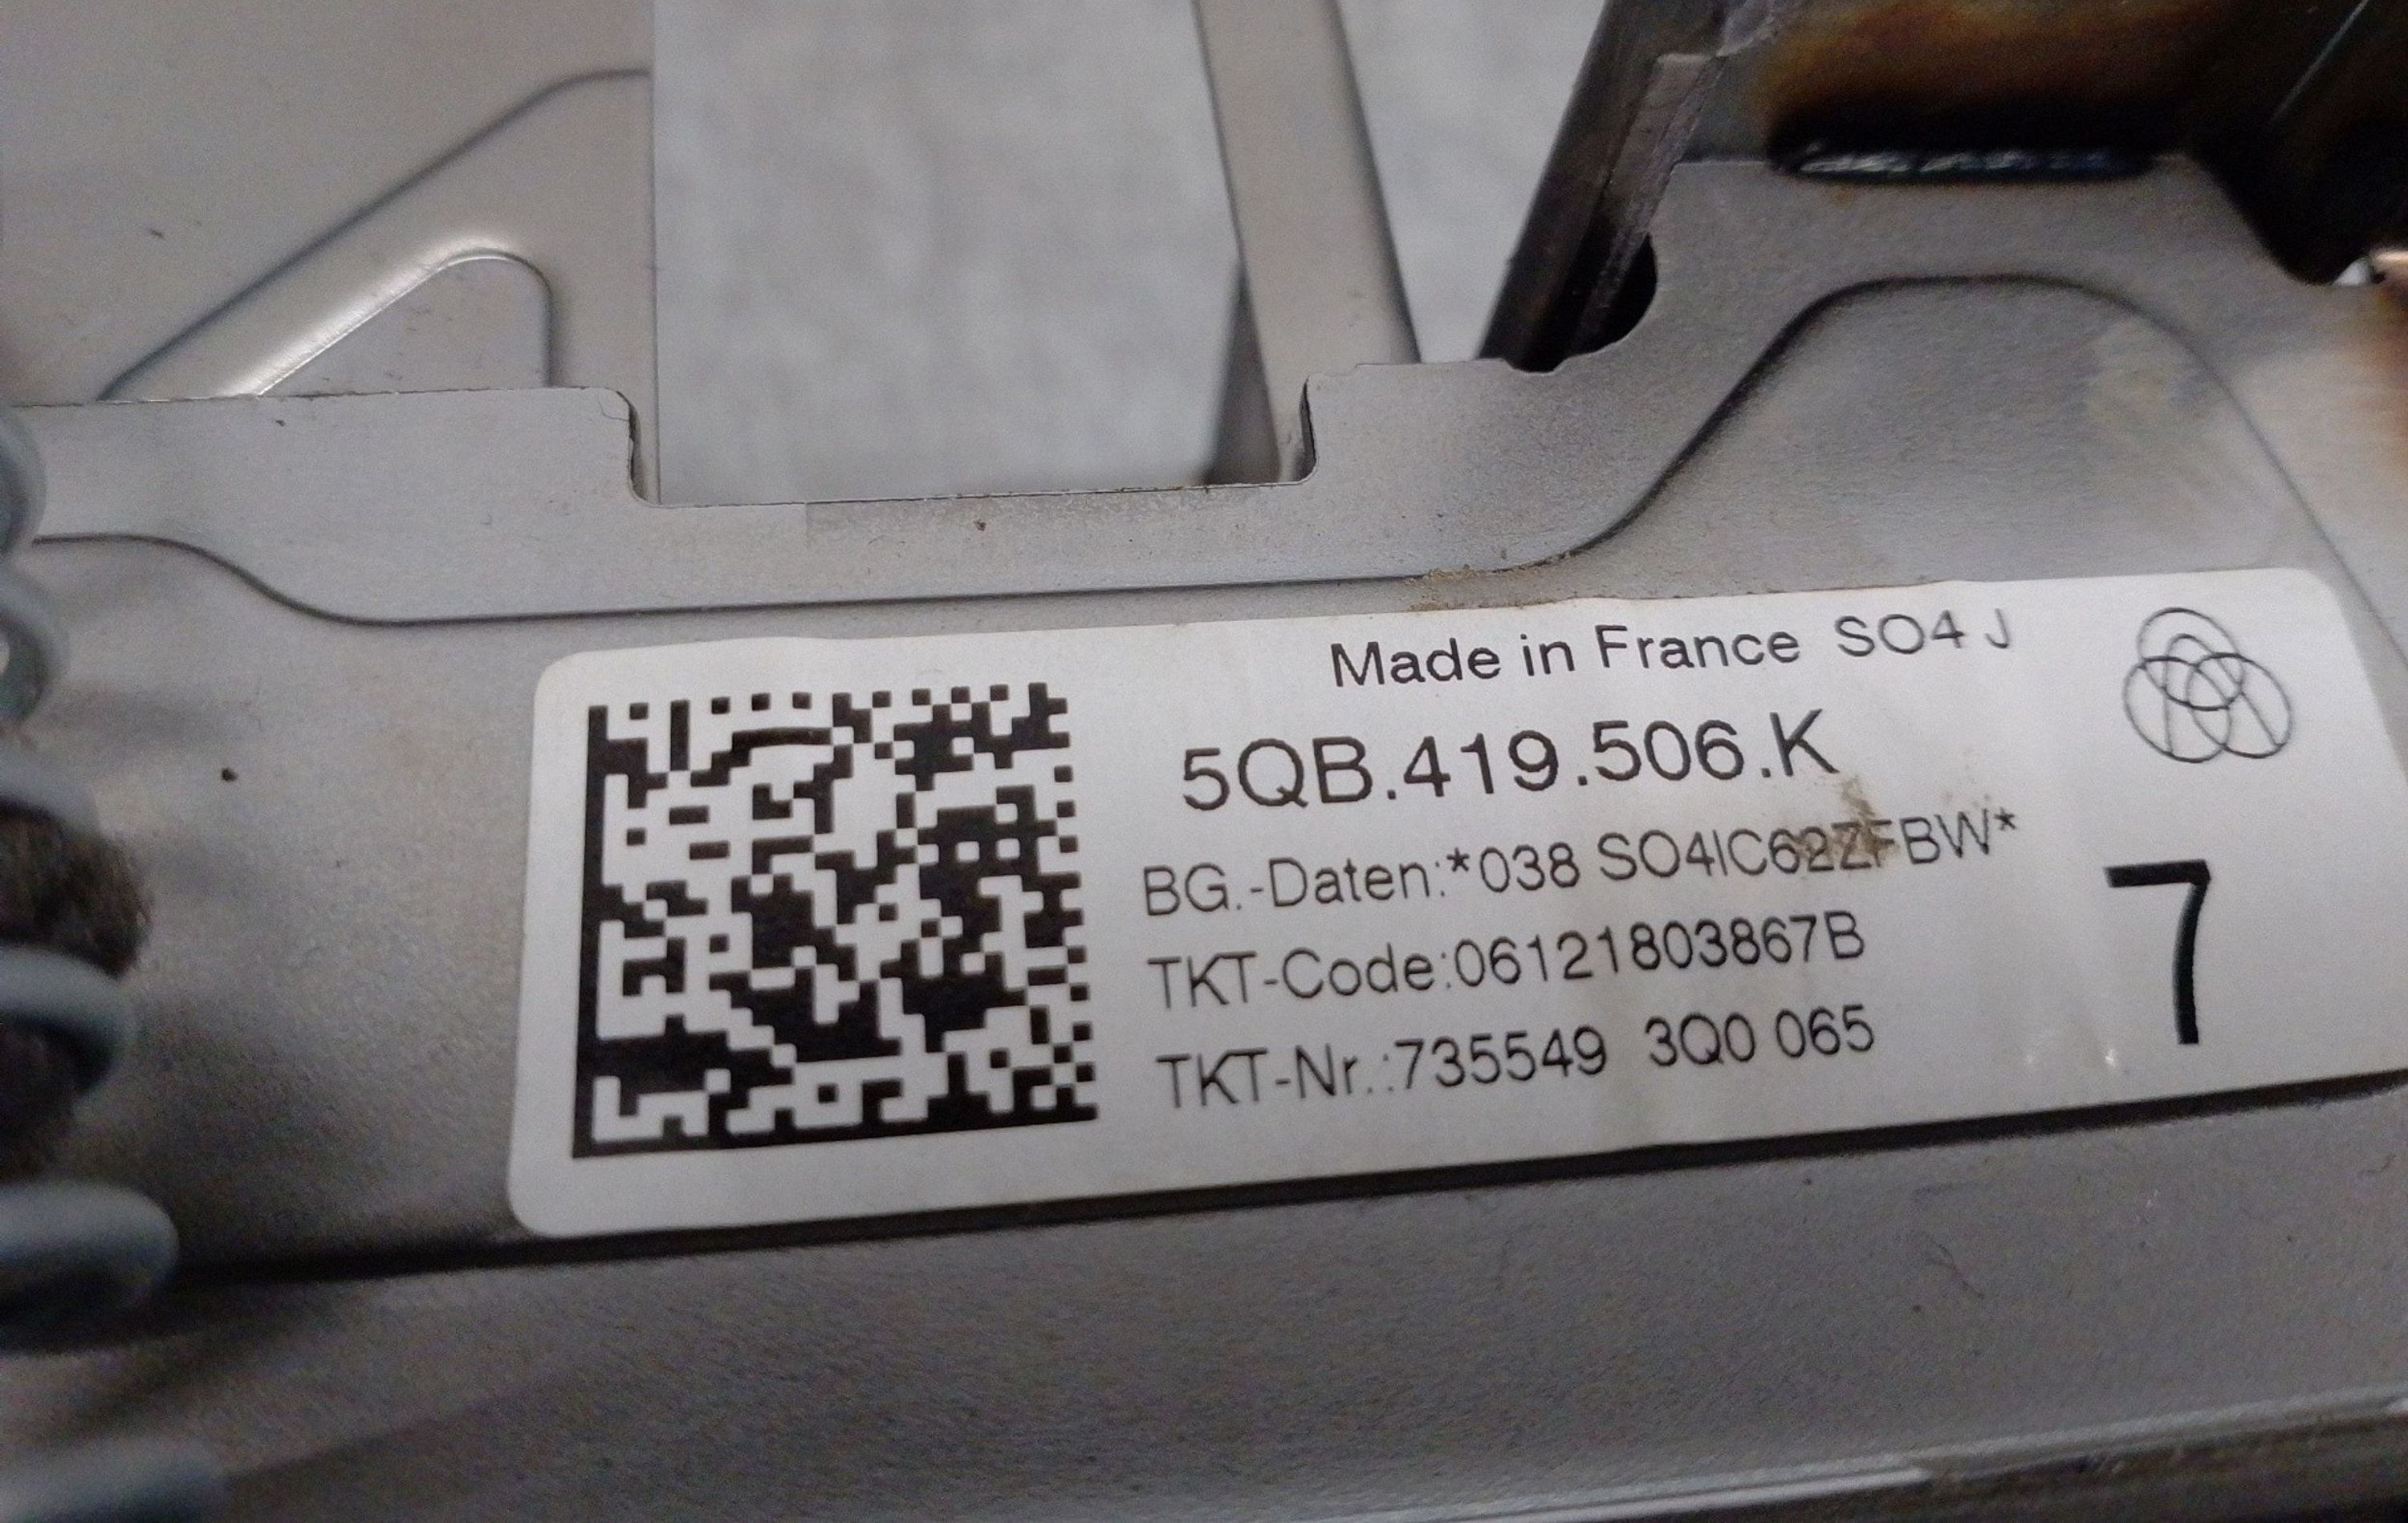 Made in France SO4 J
5QB.419.506.K
BG.-Daten:*038 SO4IC62ZFBW*
TKT-Code:06121803867B
TKT-Nr.:735549 3Q0 065
7